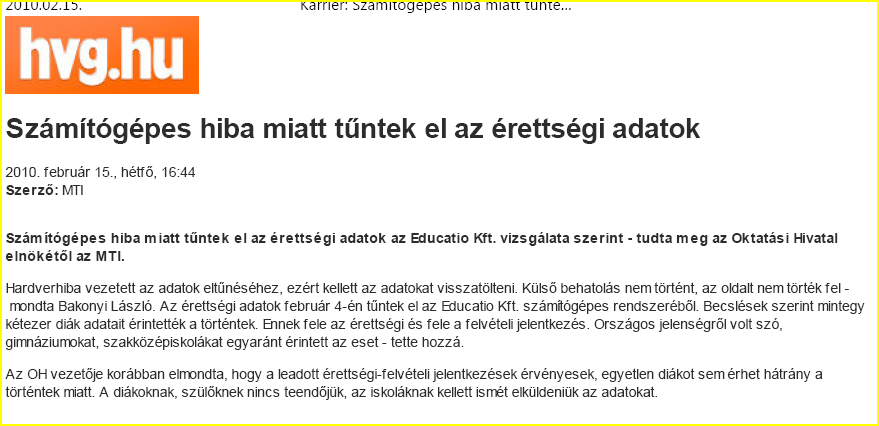 2010.02.15. Karrier: Számítógépes hiba miatt tűnte...
hvg.hu
Számítógépes hiba miatt tűntek el az érettségi adatok
2010. február 15., hétfő, 16:44
Szerző: MTI
Számítógépes hiba miatt tűntek el az érettségi adatok az Educatio Kft. vizsgálata szerint - tudta meg az Oktatási Hivatal
elnökétől az MTI.
Hardverhiba vezetett az adatok eltűnéséhez, ezért kellett az adatokat visszatölteni. Külső behatolás nem történt, az oldalt nem törték fel -
mondta Bakonyi László. Az érettségi adatok február 4-én tűntek el az Educatio Kft. számítógépes rendszeréből. Becslések szerint mintegy
kétezer diák adatait érintették a történtek. Ennek fele az érettségi és fele a felvételi jelentkezés. Országos jelenségről volt szó,
gimnáziumokat, szakközépiskolákat egyaránt érintett az eset - tette hozzá.
Az OH vezetője korábban elmondta, hogy a leadott érettségi-felvételi jelentkezések érvényesek, egyetlen diákot sem érhet hátrány a
történtek miatt. A diákoknak, szülőknek nincs teendőjük, az iskoláknak kellett ismét elküldeniük az adatokat.